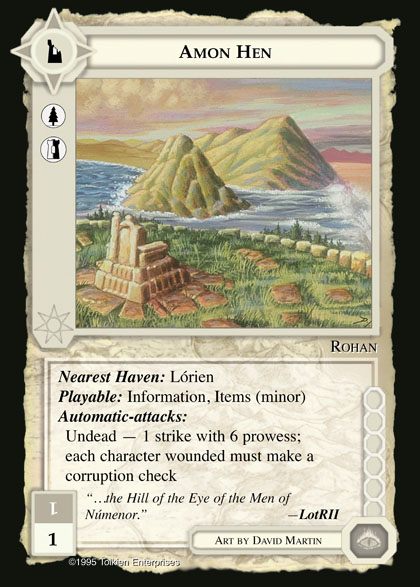 Amon Hen
Rohan
Nearest Haven: Lórien
Playable: Information, Items (minor)
Automatic-attacks:
Undead — 1 strike with 6 prowess;
each character wounded must make a
corruption check
“…the Hill of the Eye of the Men of
Númenor.” —LotRII
1
1
Art by David Martin
©1995 Tolkien Enterprises